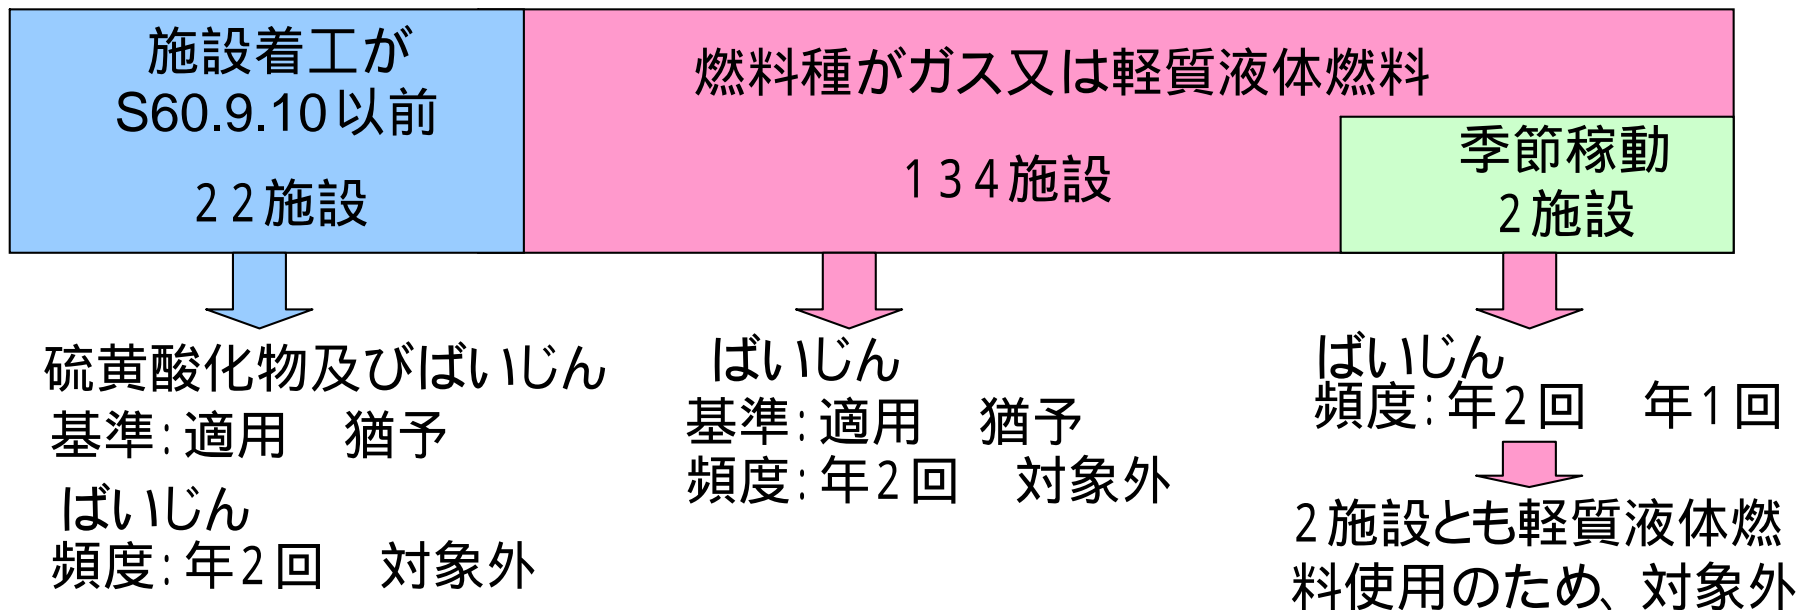 施設着工が
S60.9.10以前
22施設
燃料種がガス又は軽質液体燃料
134施設
季節稼動
2施設
硫黄酸化物及びばいじん
基準:適用　猶予
ばいじん
頻度:年2回　対象外
ばいじん
基準:適用　猶予
頻度:年2回　対象外
ばいじん
頻度:年2回　年1回
2施設とも軽質液体燃
料使用のため、対象外